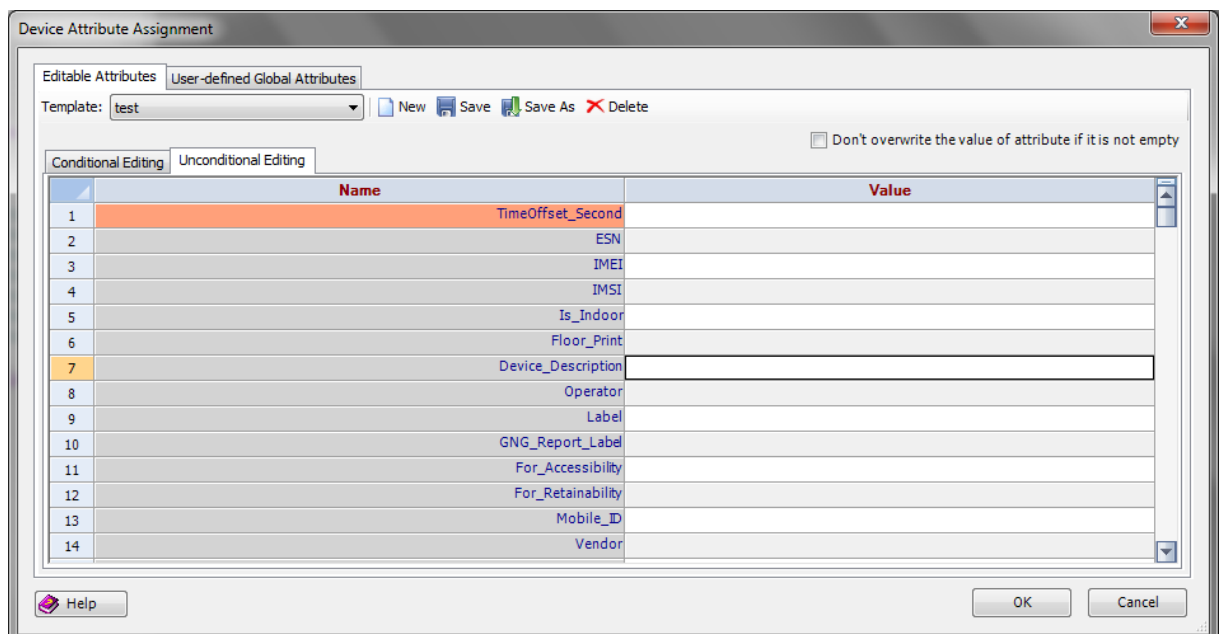 Device Attribute Assignment
Editable Attributes User-defined Global Attributes
Template: test New Save Save As Delete
Don't overwrite the value of attribute if it is not empty
Conditional Editing Unconditional Editing
Name Value
1 TimeOffset_Second
2 ESN
3 IMEI
4 IMSI
5 Is_Indoor
6 Floor_Print
7 Device_Description
8 Operator
9 Label
10 GNG_Report_Label
11 For_Accessibility
12 For_Retainability
13 Mobile_ID
14 Vendor
Help OK Cancel